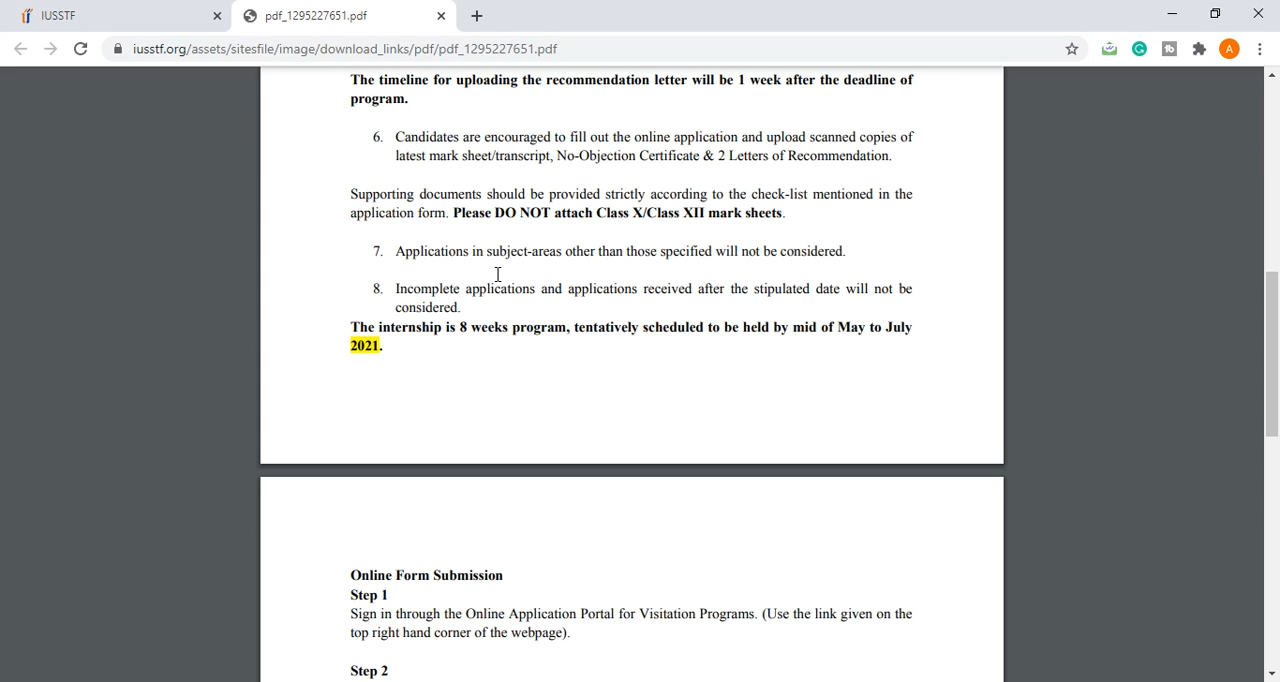 IUSSTF
pdf_1295227651.pdf
iusstf.org/assets/sitesfile/image/download_links/pdf/pdf_1295227651.pdf
A
The timeline for uploading the recommendation letter will be 1 week after the deadline of
program.
6. Candidates are encouraged to fill out the online application and upload scanned copies of
latest mark sheet/transcript, No-Objection Certificate & 2 Letters of Recommendation.
Supporting documents should be provided strictly according to the check-list mentioned in the
application form. Please DO NOT attach Class X/Class XII mark sheets.
7. Applications in subject-areas other than those specified will not be considered.
8. Incomplete applications and applications received after the stipulated date will not be
considered.
The internship is 8 weeks program, tentatively scheduled to be held by mid of May to July
2021.
Online Form Submission
Step 1
Sign in through the Online Application Portal for Visitation Programs. (Use the link given on the
top right hand corner of the webpage).
Step 2